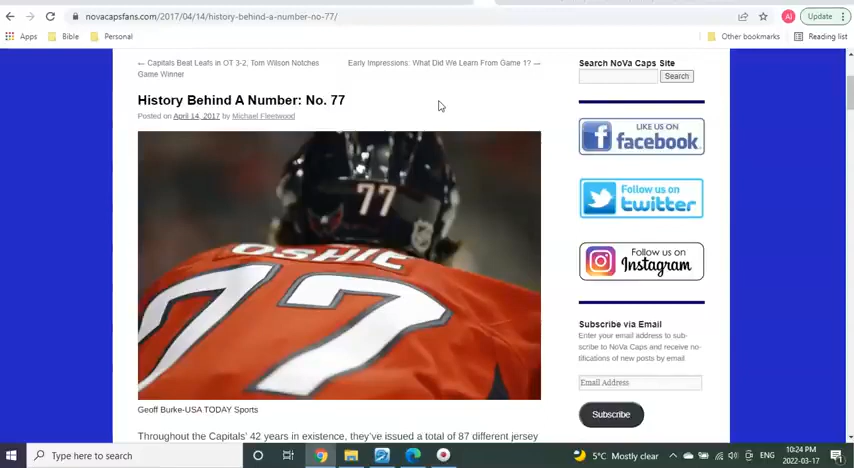 novacapsfans.com/2017/04/14/history-behind-a-number-no-77/
Update
Apps
Bible
Personal
Other bookmarks
Reading list
← Capitals Beat Leafs in OT 3-2, Tom Wilson Notches
Game Winner
Early Impressions: What Did We Learn From Game 1? →
History Behind A Number: No. 77
Posted on April 14, 2017 by Michael Fleetwood
77
OSHIE
77
Geoff Burke-USA TODAY Sports
Throughout the Capitals' 42 years in existence, they've issued a total of 87 different jersey
Search NoVa Caps Site
Search
LIKE US ON
facebook
Follow us on
twitter
Follow us on
Instagram
Subscribe via Email
Enter your email address to sub-
scribe to NoVa Caps and receive no-
tifications of new posts by email
Email Address
Subscribe
Type here to search
5°C Mostly clear
ENG
10:24 PM
2022-03-17